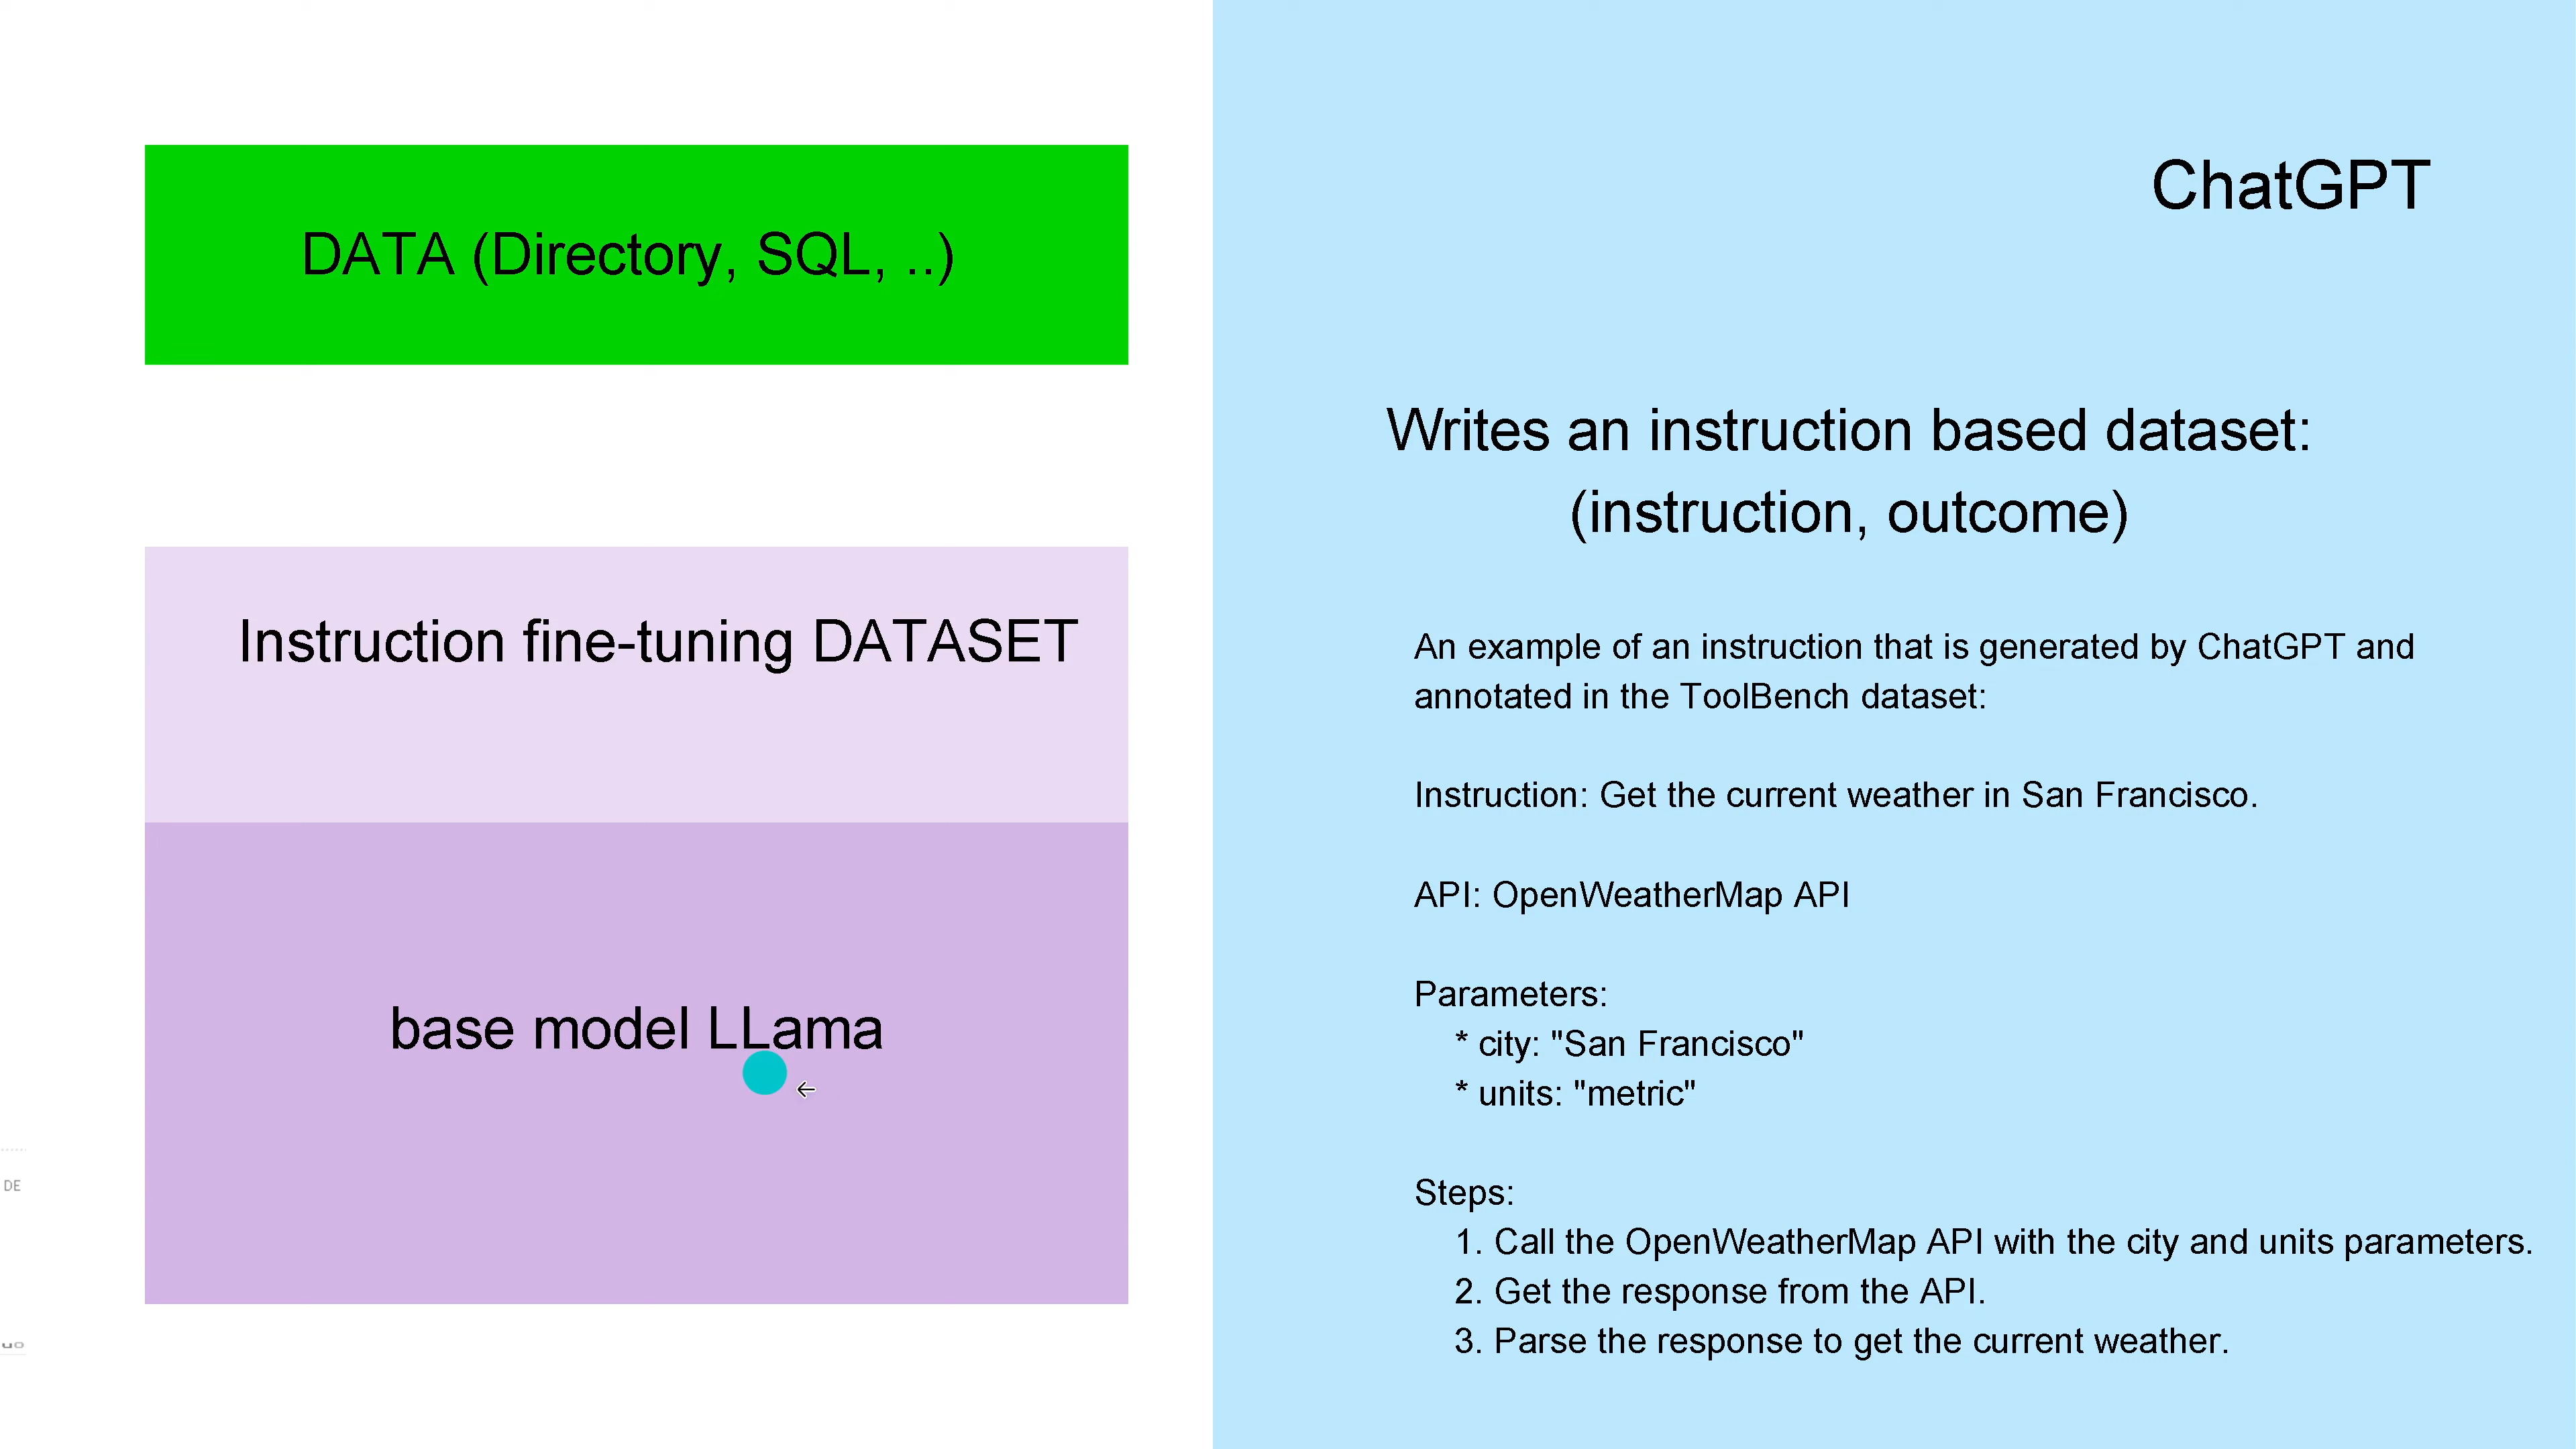 DATA (Directory, SQL, ..)
Instruction fine-tuning DATASET
base model LLama
DE
ChatGPT
Writes an instruction based dataset:
(instruction, outcome)
An example of an instruction that is generated by ChatGPT and
annotated in the ToolBench dataset:
Instruction: Get the current weather in San Francisco.
API: OpenWeatherMap API
Parameters:
* city: "San Francisco"
* units: "metric"
Steps:
1. Call the OpenWeatherMap API with the city and units parameters.
2. Get the response from the API.
3. Parse the response to get the current weather.